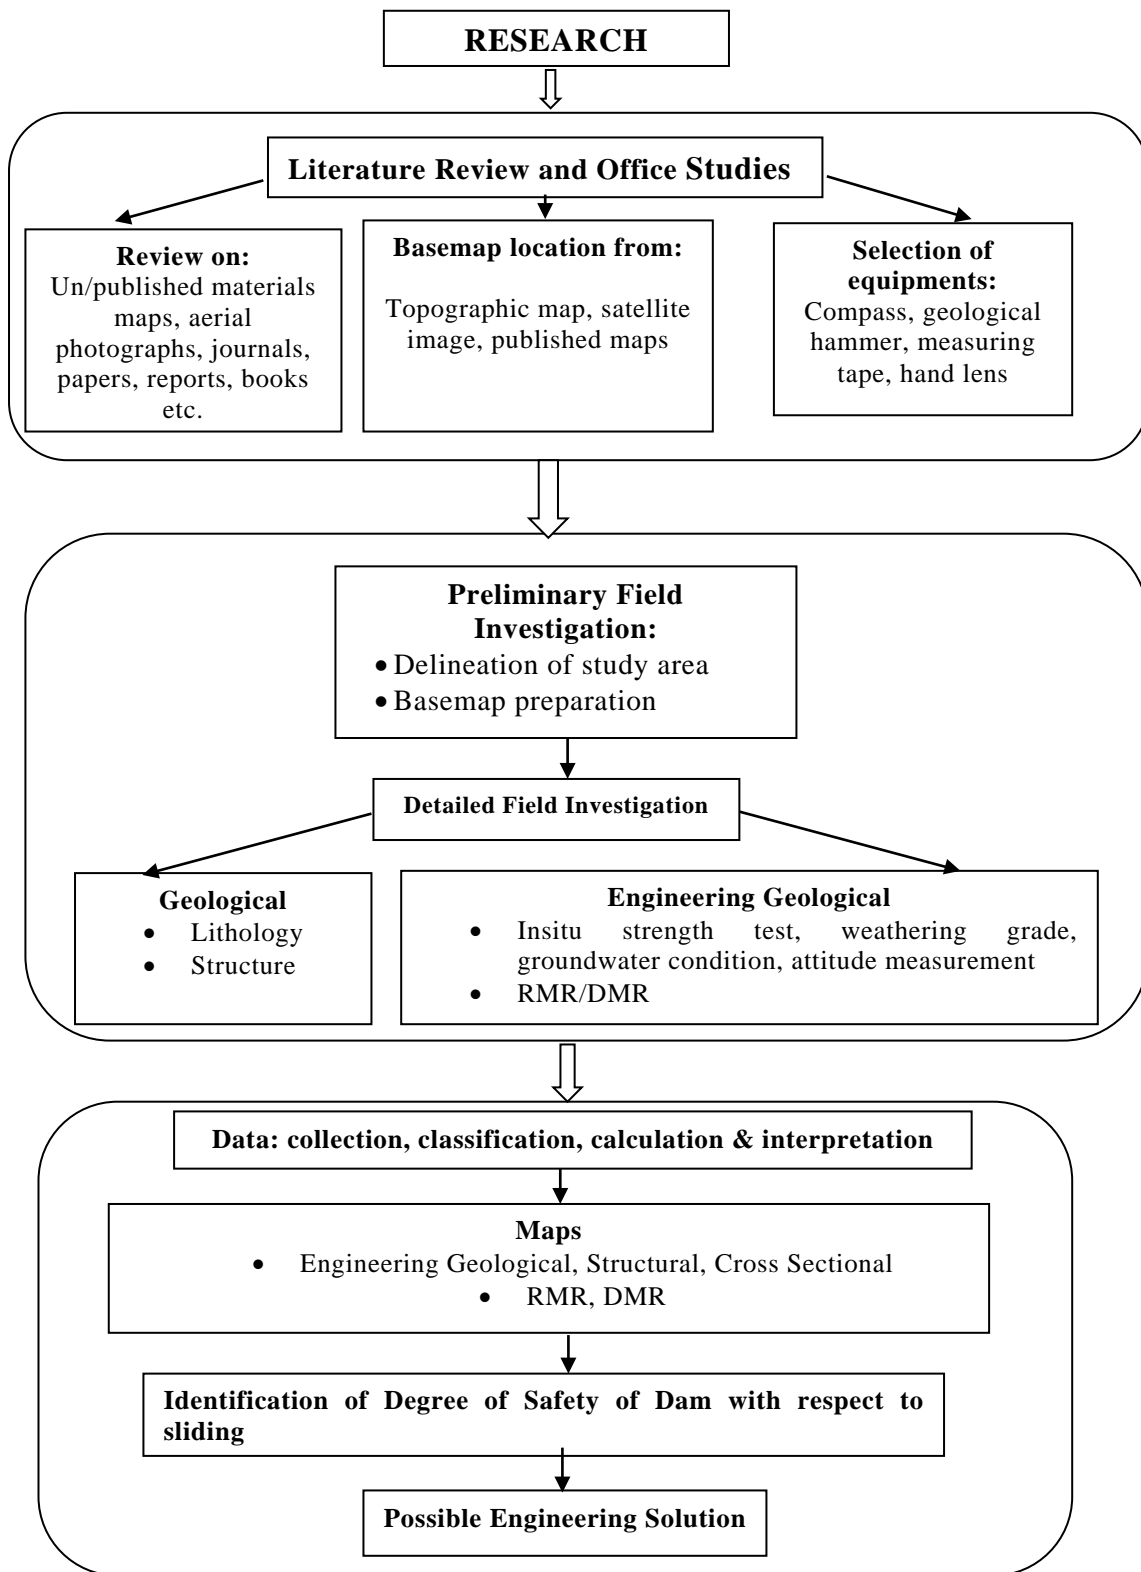 RESEARCH
Literature Review and Office Studies
Review on:
Un/published materials
maps, aerial
photographs, journals,
papers, reports, books
etc.
Basemap location from:
Topographic map, satellite
image, published maps
Selection of
equipments:
Compass, geological
hammer, measuring
tape, hand lens
Preliminary Field
Investigation:
• Delineation of study area
• Basemap preparation
Detailed Field Investigation
Geological
• Lithology
• Structure
Engineering Geological
• Insitu strength test, weathering grade,
groundwater condition, attitude measurement
• RMR/DMR
Data: collection, classification, calculation & interpretation
Maps
• Engineering Geological, Structural, Cross Sectional
• RMR, DMR
Identification of Degree of Safety of Dam with respect to
sliding
Possible Engineering Solution